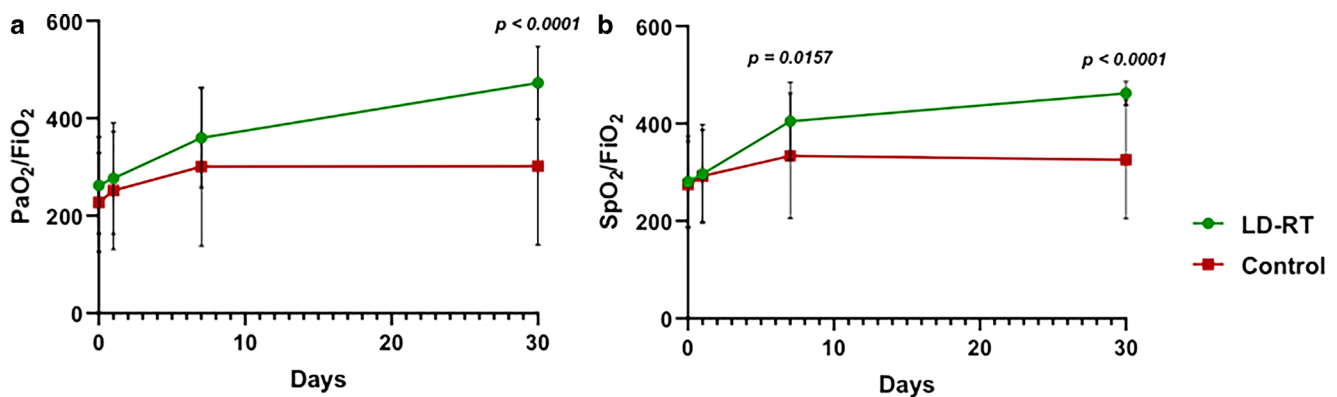 a
600
400
200
0
PaO2/FiO2
p < 0.0001
0 10 20 30
Days
b
600
400
200
0
SpO2/FiO2
p = 0.0157
p < 0.0001
0 10 20 30
Days
LD-RT
Control